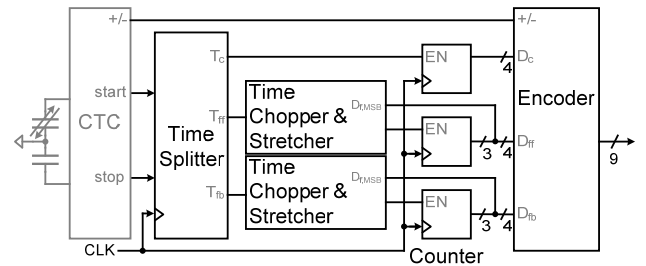 +/-
+/-
T_c
EN
D_c
4
start
Time
Chopper &
Stretcher
D_f,MSB
Encoder
CTC
T_ff
EN
D_ff
Time
Splitter
3
4
9
Time
Chopper &
Stretcher
D_f,MSB
stop
T_fb
EN
D_fb
3
4
CLK
Counter